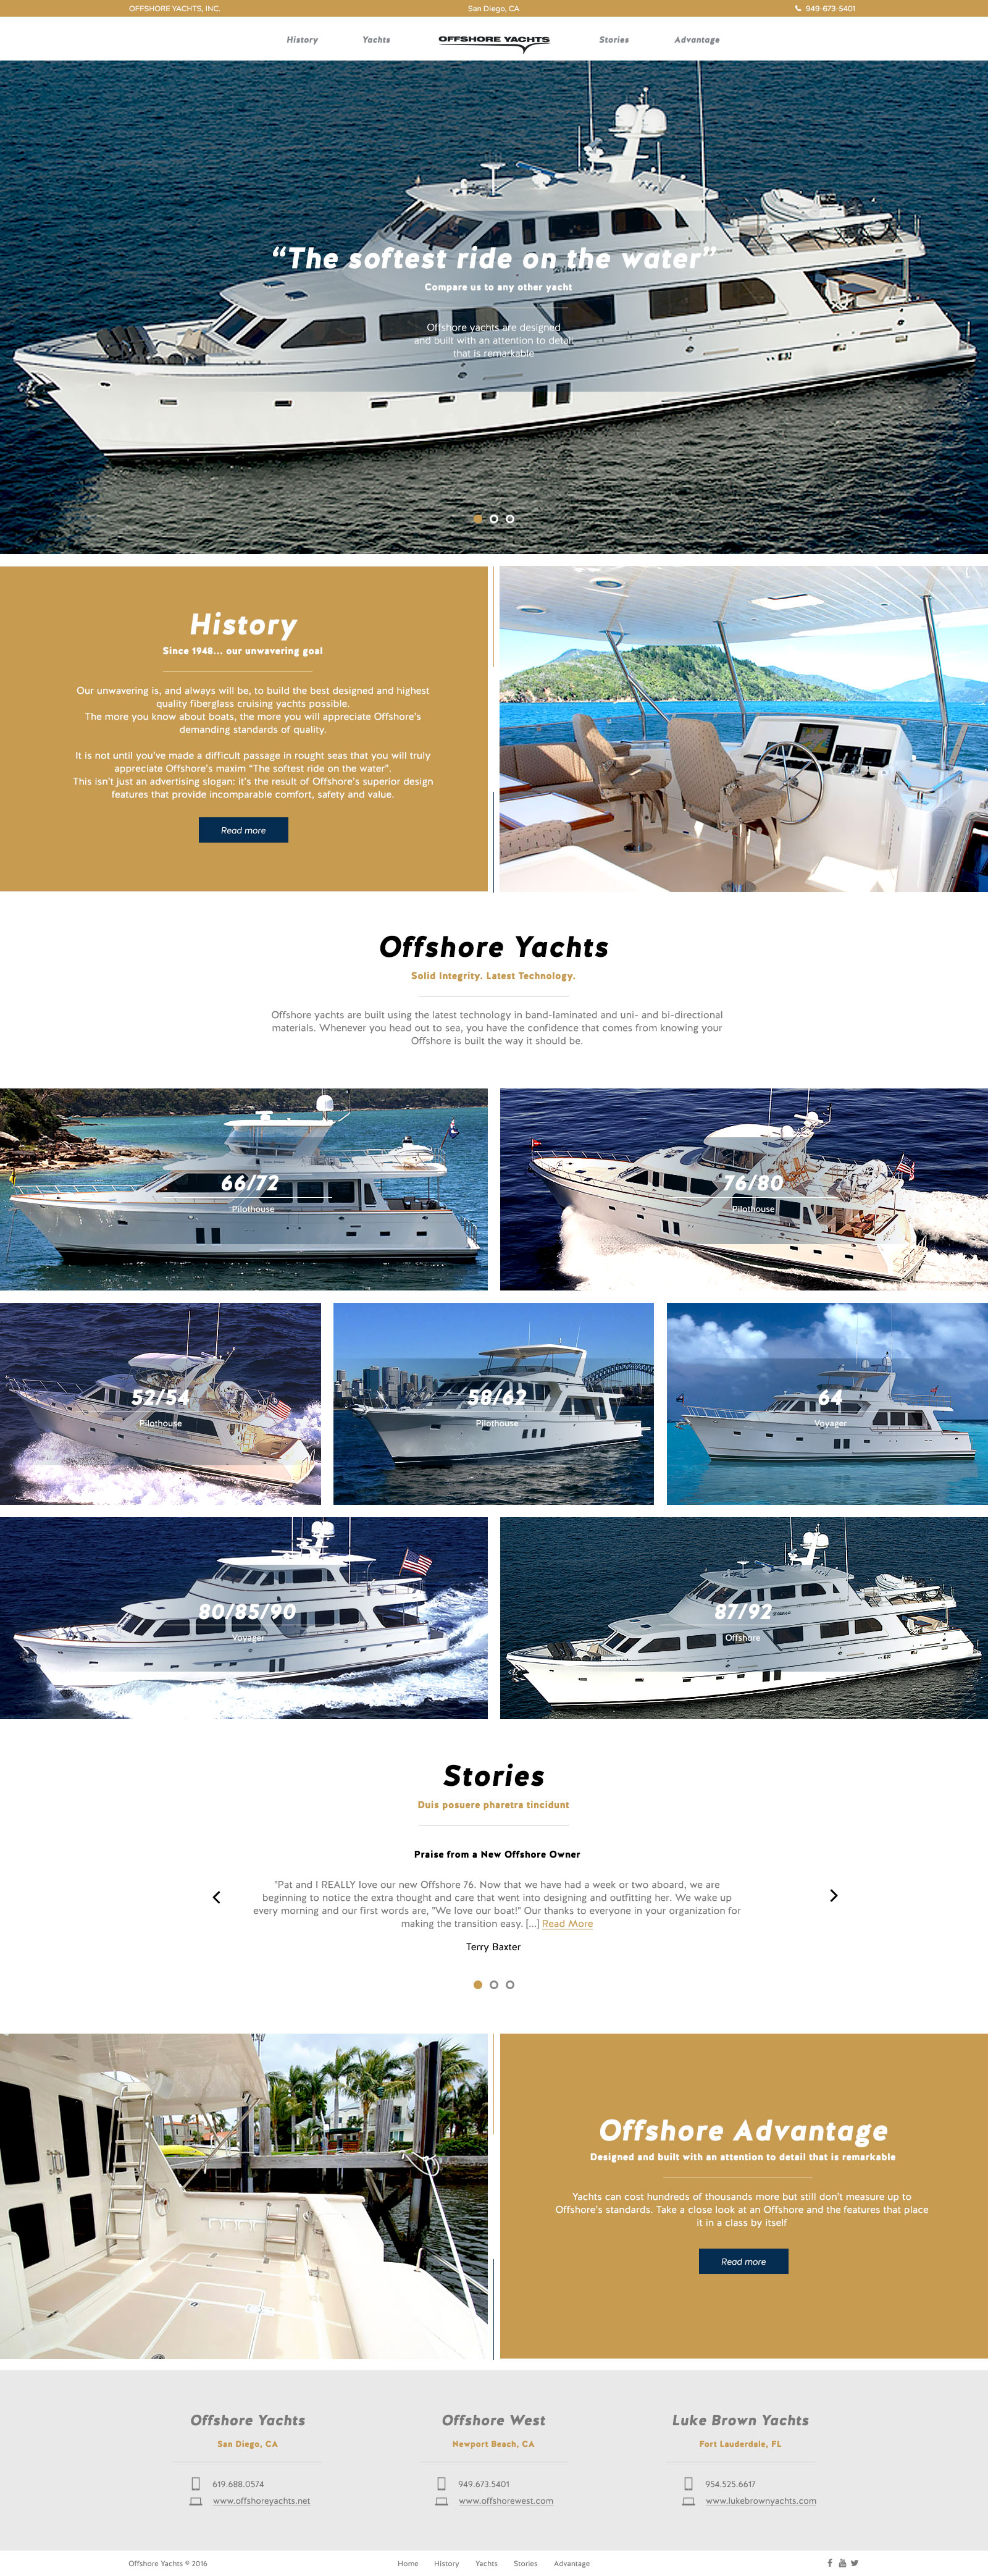 OFFSHORE YACHTS, INC.
San Diego, CA
949-673-5401
History
Yachts
OFFSHORE YACHTS
Stories
Advantage
“The softest ride on the water”
Compare us to any other yacht
Offshore yachts are designed
and built with an attention to detail
that is remarkable
History
Since 1948... our unwavering goal
Our unwavering is, and always will be, to build the best designed and highest
quality fiberglass cruising yachts possible.
The more you know about boats, the more you will appreciate Offshore's
demanding standards of quality.
It is not until you've made a difficult passage in rought seas that you will truly
appreciate Offshore's maxim “The softest ride on the water”.
This isn't just an advertising slogan: it's the result of Offshore's superior design
features that provide incomparable comfort, safety and value.
Read more
Offshore Yachts
Solid Integrity. Latest Technology.
Offshore yachts are built using the latest technology in band-laminated and uni- and bi-directional
materials. Whenever you head out to sea, you have the confidence that comes from knowing your
Offshore is built the way it should be.
66/72
Pilothouse
76/80
Pilothouse
52/54
Pilothouse
58/62
Pilothouse
64
Voyager
80/85/90
Voyager
87/92
Offshore
Stories
Duis posuere pharetra tincidunt
Praise from a New Offshore Owner
"Pat and I REALLY love our new Offshore 76. Now that we have had a week or two aboard, we are
beginning to notice the extra thought and care that went into designing and outfitting her. We wake up
every morning and our first words are, "We love our boat!" Our thanks to everyone in your organization for
making the transition easy. [...] Read More
Terry Baxter
Offshore Advantage
Designed and built with an attention to detail that is remarkable
Yachts can cost hundreds of thousands more but still don't measure up to
Offshore's standards. Take a close look at an Offshore and the features that place
it in a class by itself
Read more
Offshore Yachts
San Diego, CA
619.688.0574
www.offshoreyachts.net
Offshore West
Newport Beach, CA
949.673.5401
www.offshorewest.com
Luke Brown Yachts
Fort Lauderdale, FL
954.525.6617
www.lukebrownyachts.com
Offshore Yachts © 2016
Home
History
Yachts
Stories
Advantage